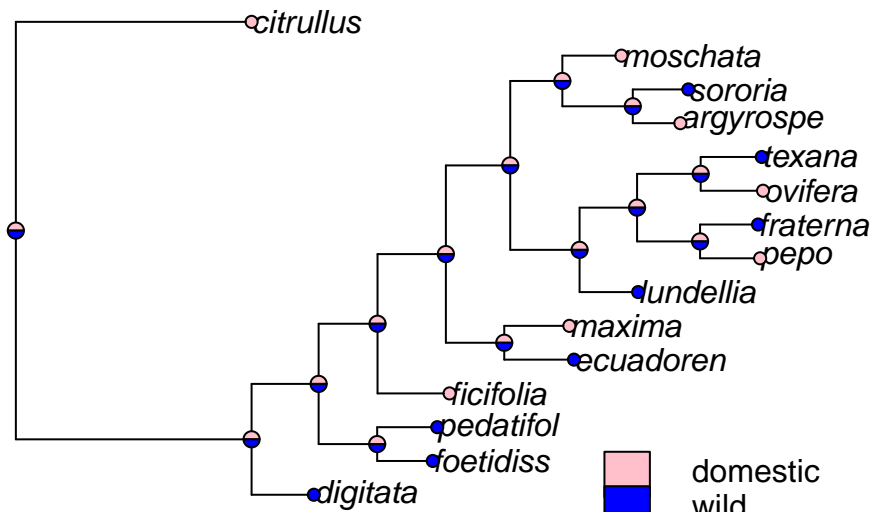 citrullus
moschata
sororia
argyrospe
texana
ovifera
fraterna
pepo
lundellia
maxima
ecuadoren
ficifolia
pedatifol
foetidiss
digitata
domestic
wild